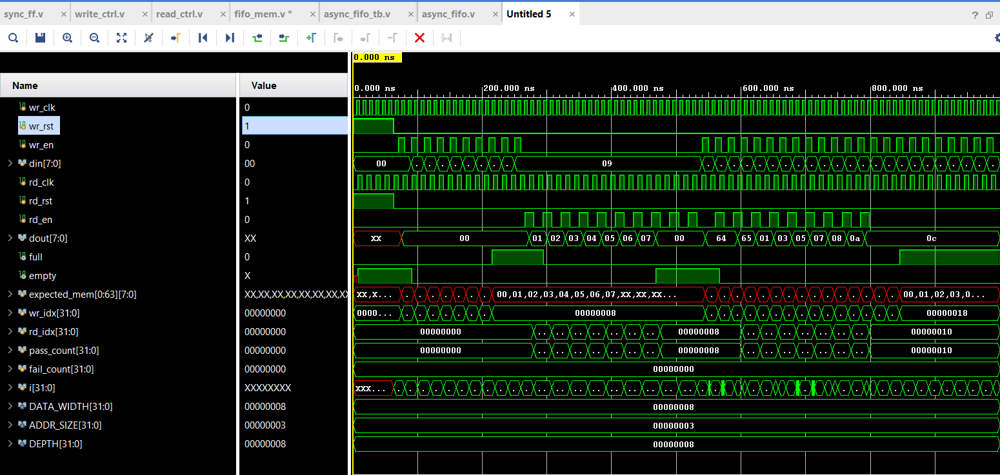 sync_ff.v × write_ctrl.v × read_ctrl.v × fifo_mem.v * × async_fifo_tb.v × async_fifo.v × Untitled 5 × ?
0.000 ns
Name Value 0.000 ns 200.000 ns 400.000 ns 600.000 ns 800.000 ns
wr_clk 0
wr_rst 1
wr_en 0
din[7:0] 00 00 09
rd_clk 0
rd_rst 1
rd_en 0
dout[7:0] XX XX 00 01 02 03 04 05 06 07 00 64 65 01 03 05 07 08 0a 0c
full 0
empty X
expected_mem[0:63][7:0] XX,XX,XX,XX,XX,XX,XX,XX XX,X... 00,01,02,03,04,05,06,07,XX,XX,XX... 00,01,02,03,0...
wr_idx[31:0] 00000000 0000... 00000008 00000018
rd_idx[31:0] 00000000 00000000 00000008 00000010
pass_count[31:0] 00000000 00000000 00000008 00000010
fail_count[31:0] 00000000 00000000
i[31:0] XXXXXXXX XXX...
DATA_WIDTH[31:0] 00000008 00000008
ADDR_SIZE[31:0] 00000003 00000003
DEPTH[31:0] 00000008 00000008